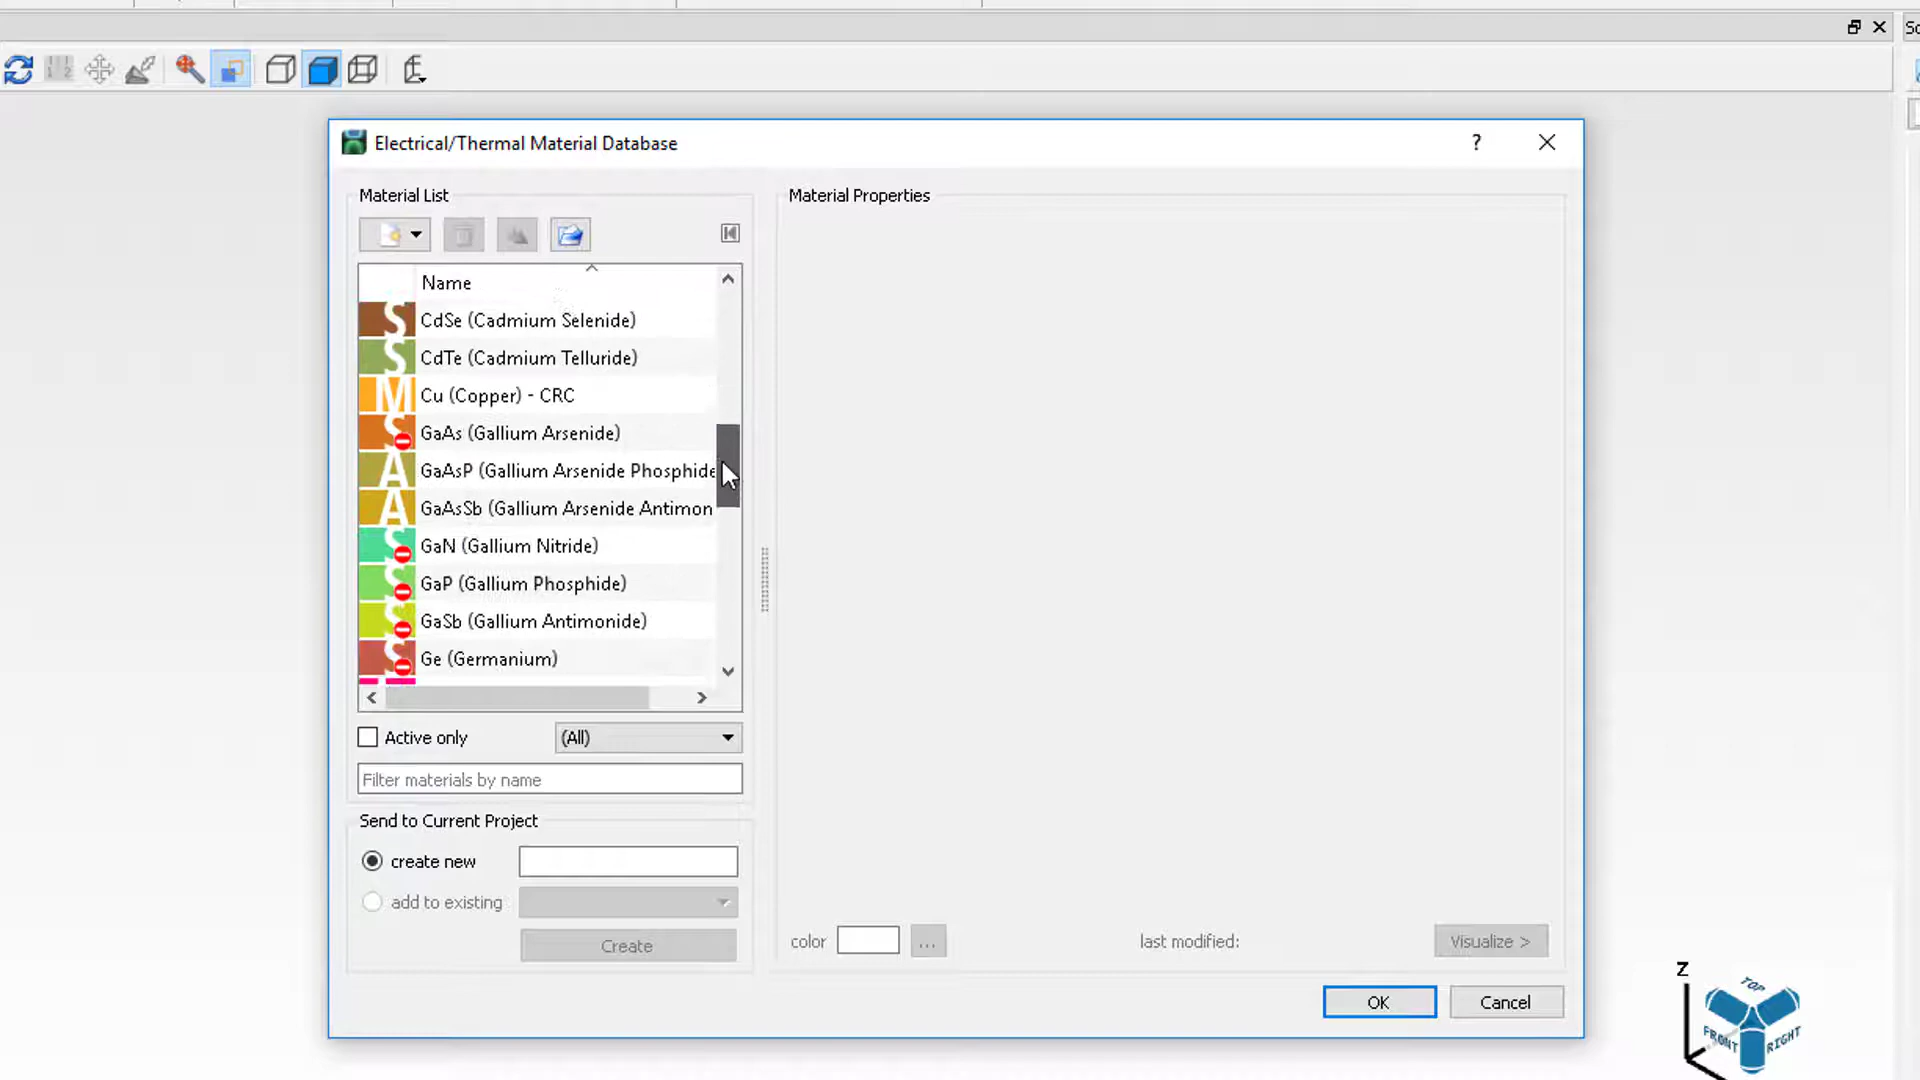 Electrical/Thermal Material Database
?
Material List
Name
S CdSe (Cadmium Selenide)
S CdTe (Cadmium Telluride)
M Cu (Copper) - CRC
S GaAs (Gallium Arsenide)
A GaAsP (Gallium Arsenide Phosphide
A GaAsSb (Gallium Arsenide Antimon
S GaN (Gallium Nitride)
S GaP (Gallium Phosphide)
S GaSb (Gallium Antimonide)
S Ge (Germanium)
Active only
(All)
Filter materials by name
Send to Current Project
create new
add to existing
Create
Material Properties
color
...
last modified:
Visualize >
OK
Cancel
Z
TOP
FRONT
RIGHT